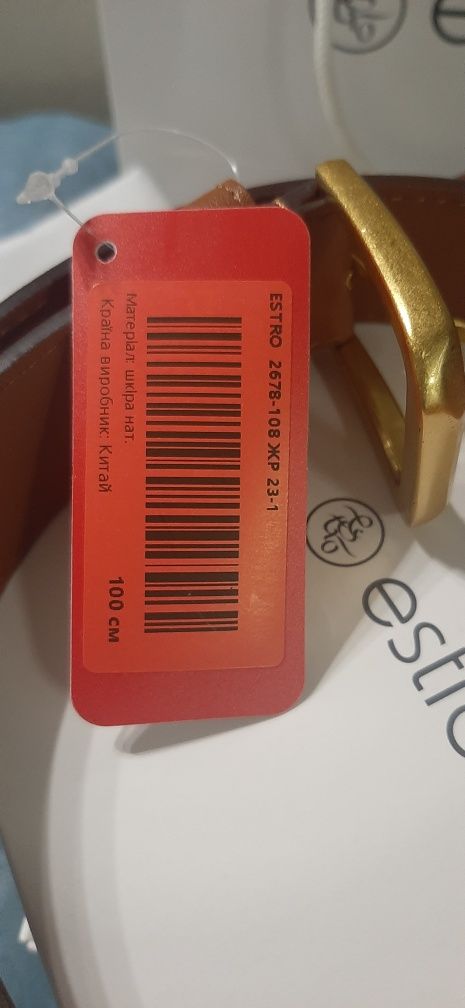 ESTRO 2678-108 ЖР 23-1
Матеріал: шкіра нат.
Країна виробник: Китай
100 см
estro